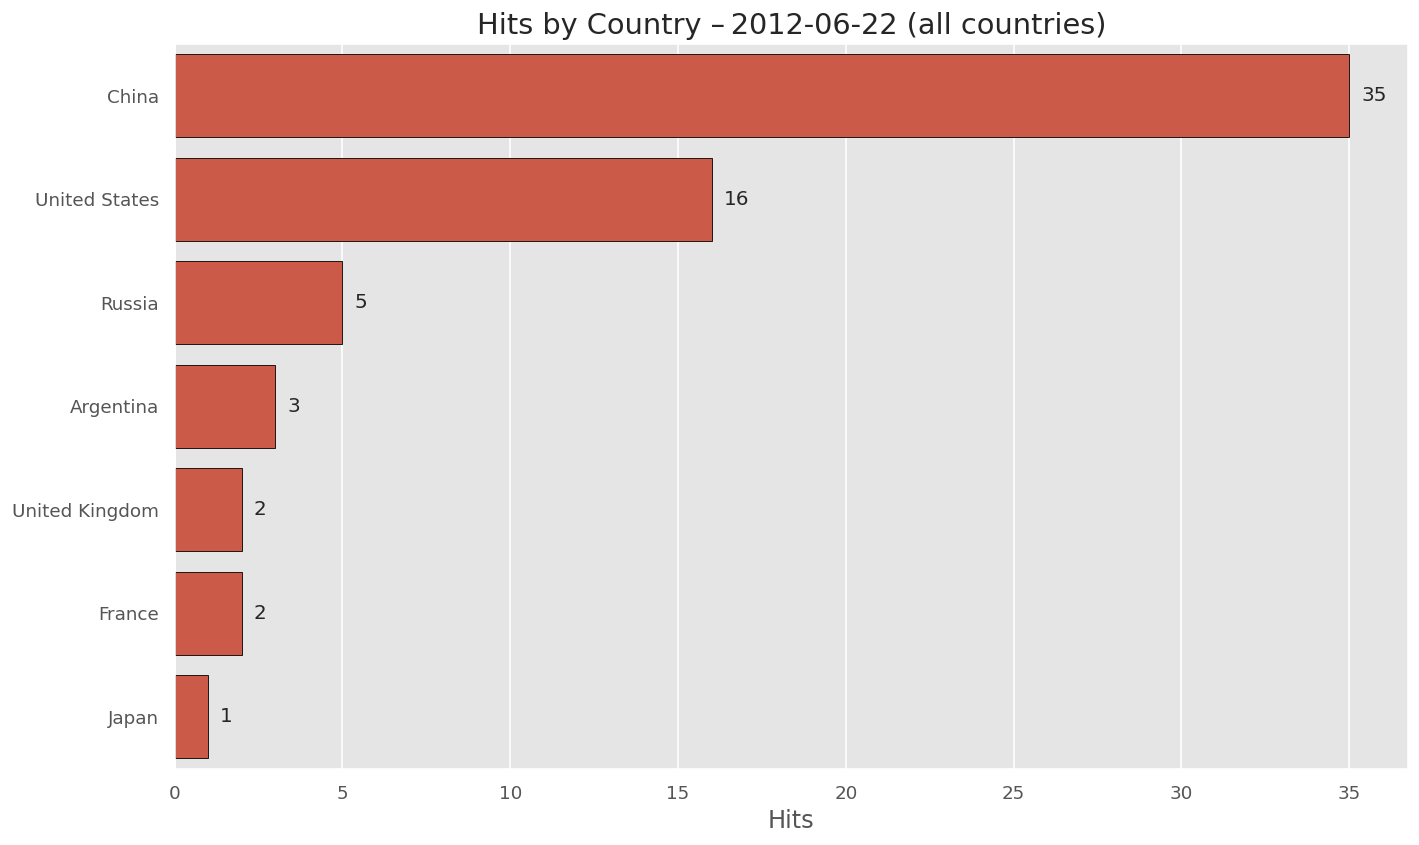 Hits by Country – 2012-06-22 (all countries)
China
35
United States
16
Russia
5
Argentina
3
United Kingdom
2
France
2
Japan
1
0 5 10 15 20 25 30 35
Hits